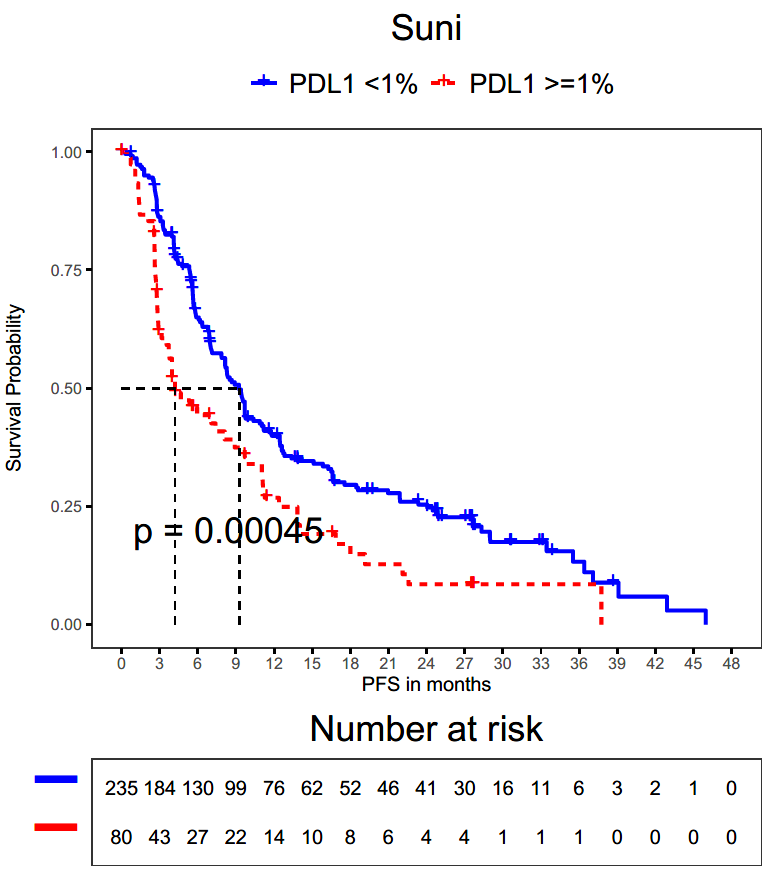 Suni
PDL1 <1% PDL1 >=1%
1.00
0.75
0.50
0.25
0.00
Survival Probability
p = 0.00045
0 3 6 9 12 15 18 21 24 27 30 33 36 39 42 45 48
PFS in months
Number at risk
235 184 130 99 76 62 52 46 41 30 16 11 6 3 2 1 0
80 43 27 22 14 10 8 6 4 4 1 1 1 0 0 0 0